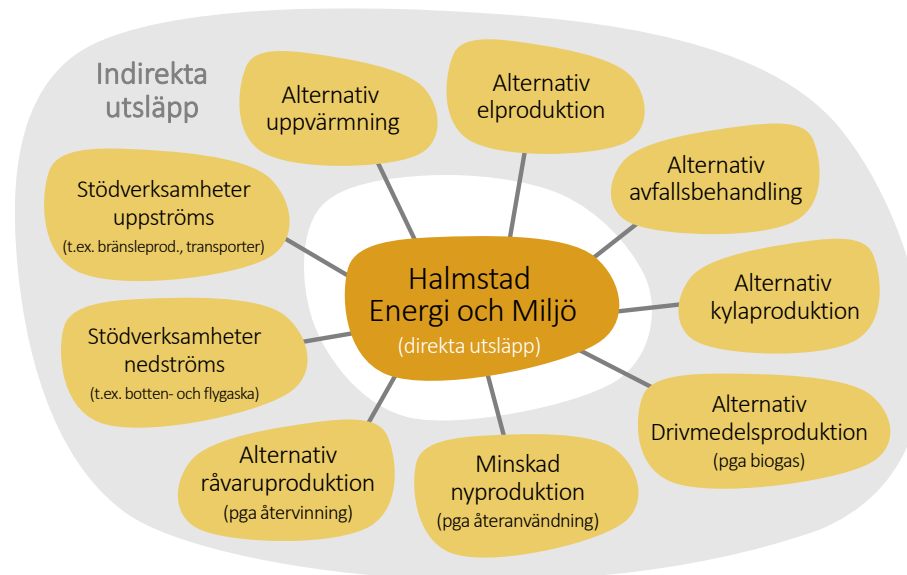 Indirekta
utsläpp
Alternativ
uppvärmning
Alternativ
elproduktion
Alternativ
avfallsbehandling
Alternativ
kylaproduktion
Alternativ
Drivmedelsproduktion
(pga biogas)
Minskad
nyproduktion
(pga återanvändning)
Alternativ
råvaruproduktion
(pga återvinning)
Stödverksamheter
nedströms
(t.ex. botten- och flygaska)
Stödverksamheter
uppströms
(t.ex. bränsleprod., transporter)
Halmstad
Energi och Miljö
(direkta utsläpp)